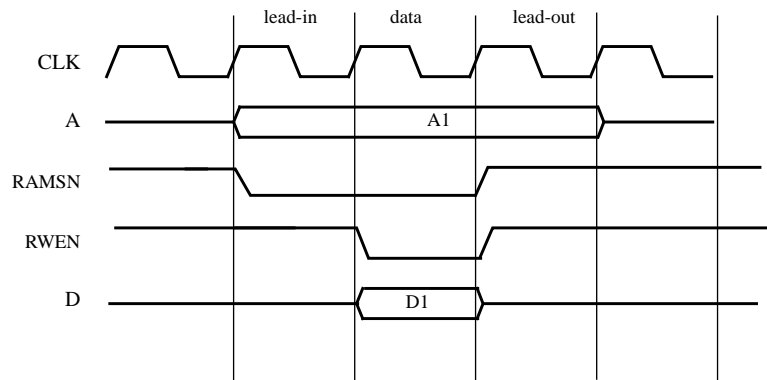 lead-in data lead-out
CLK
A A1
RAMSN
RWEN
D D1